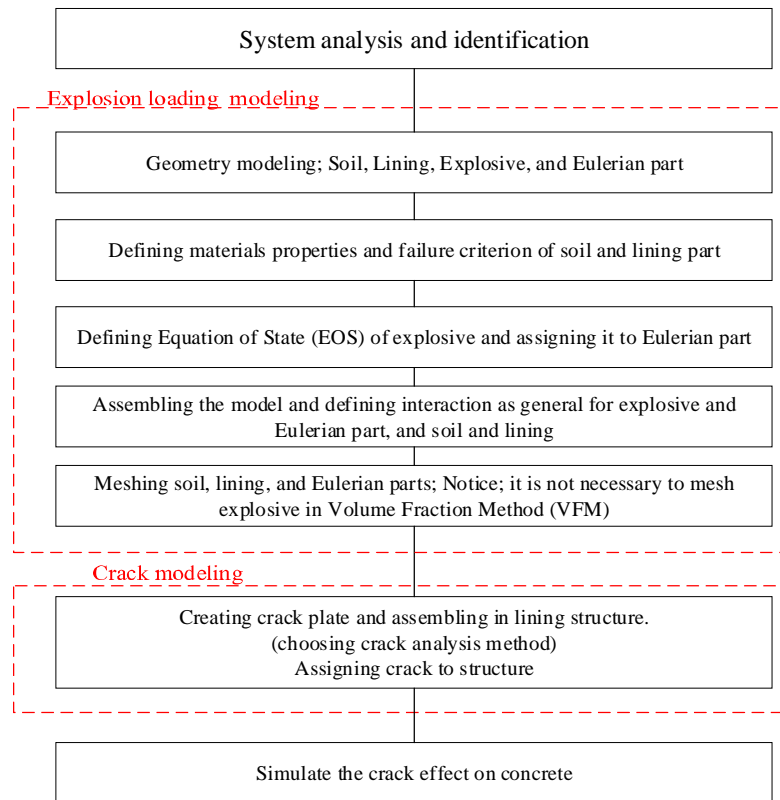 System analysis and identification
Explosion loading modeling
Geometry modeling; Soil, Lining, Explosive, and Eulerian part
Defining materials properties and failure criterion of soil and lining part
Defining Equation of State (EOS) of explosive and assigning it to Eulerian part
Assembling the model and defining interaction as general for explosive and
Eulerian part, and soil and lining
Meshing soil, lining, and Eulerian parts; Notice; it is not necessary to mesh
explosive in Volume Fraction Method (VFM)
Crack modeling
Creating crack plate and assembling in lining structure.
(choosing crack analysis method)
Assigning crack to structure
Simulate the crack effect on concrete